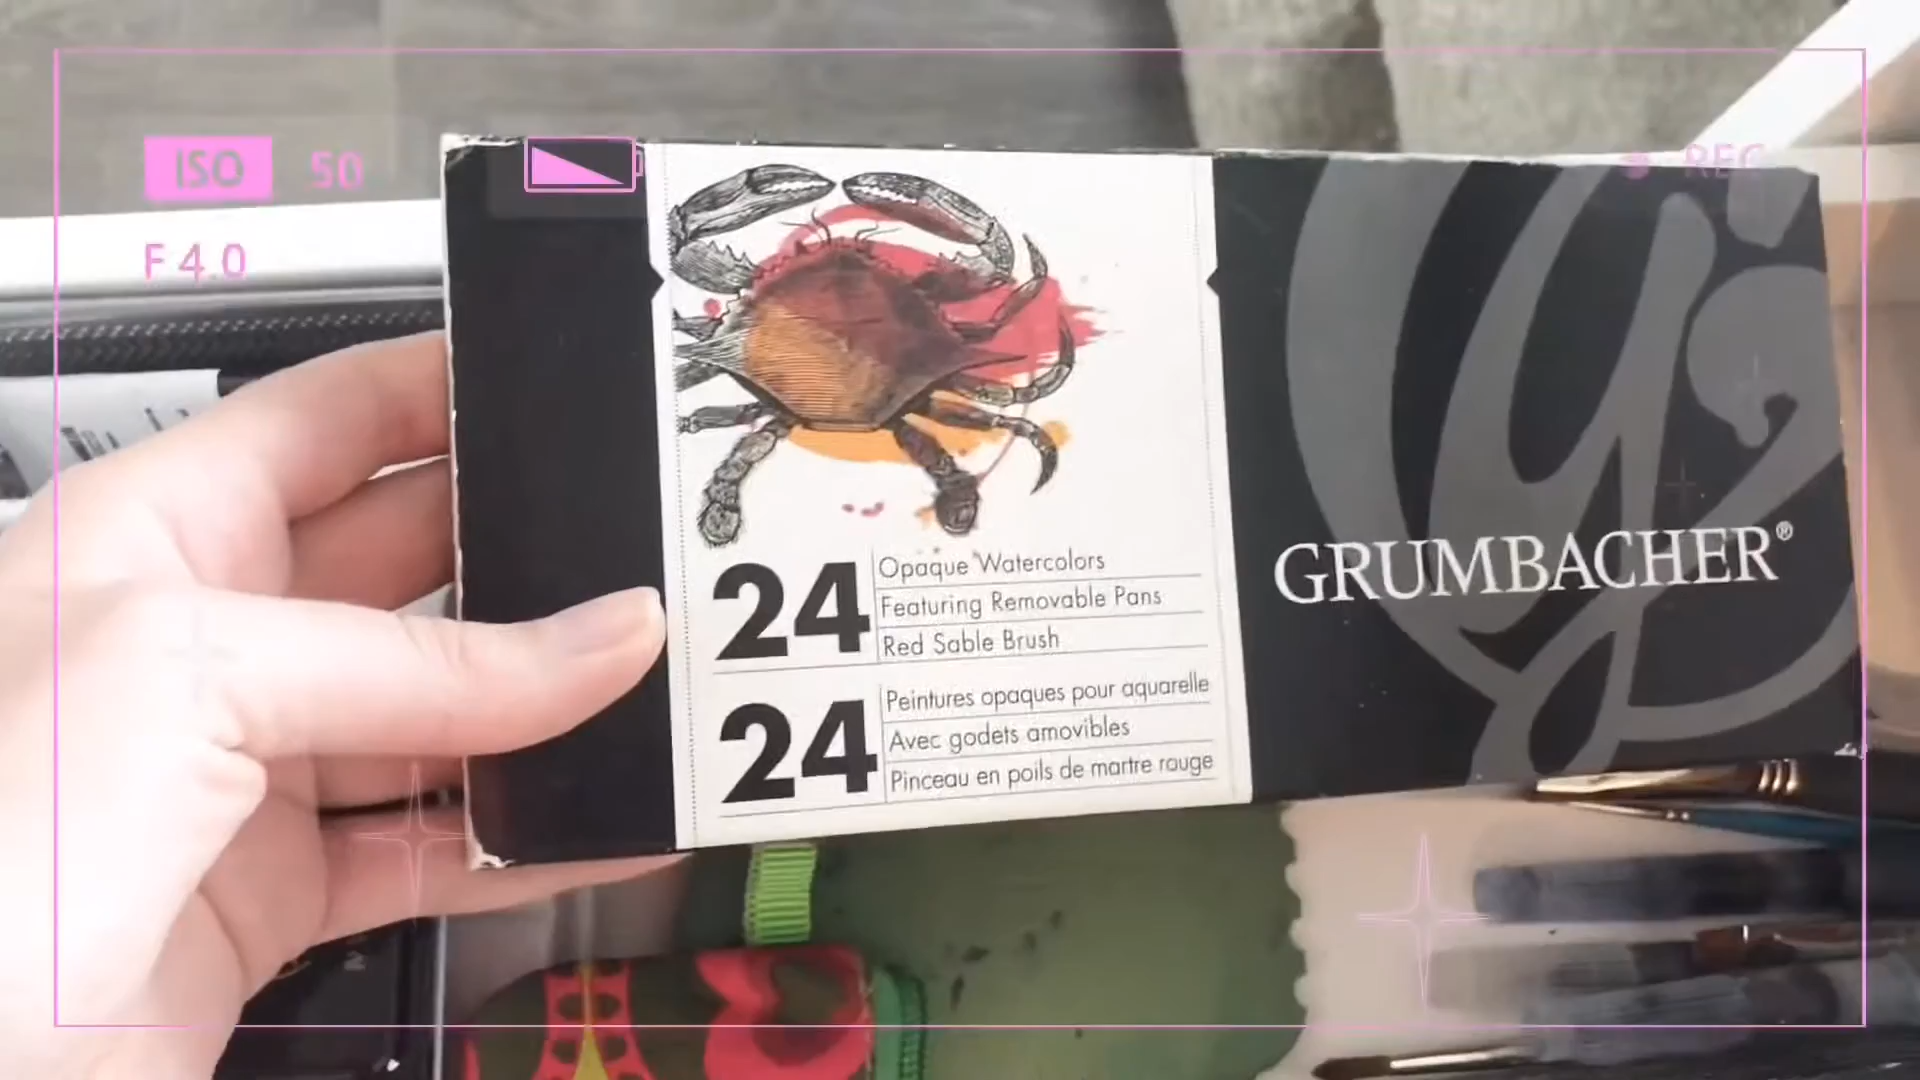 ISO 50
REC
F 4.0
24
Opaque Watercolors
Featuring Removable Pans
Red Sable Brush
24
Peintures opaques pour aquarelle
Avec godets amovibles
Pinceau en poils de martre rouge
GRUMBACHER®